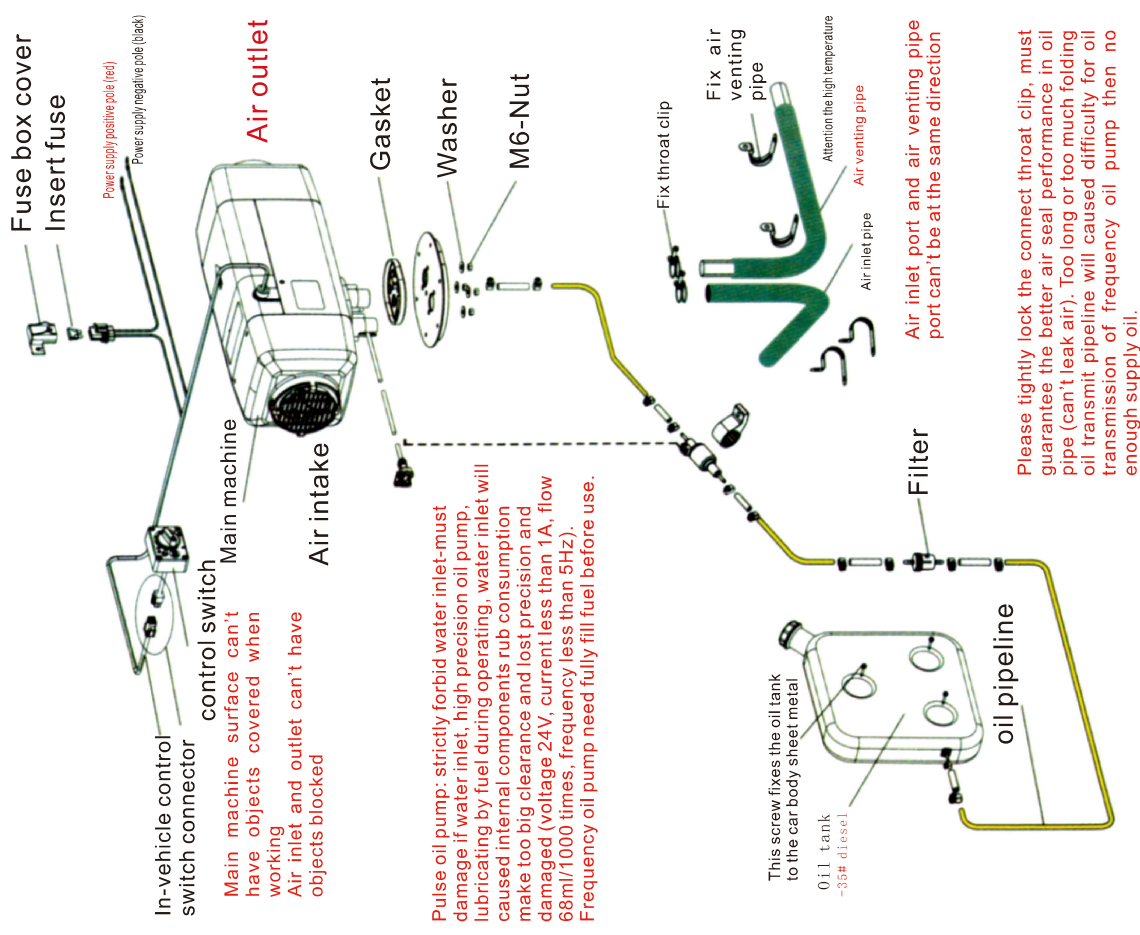 Fuse box cover
Insert fuse
Power supply positive pole (red)
Power supply negative pole (black)
Air outlet
Gasket
Washer
M6-Nut
Fix throat clip
Fix air
venting
pipe
Attention the high temperature
Air venting pipe
Air inlet pipe
Air inlet port and air venting pipe
port can't be at the same direction
Please tightly lock the connect throat clip, must
guarantee the better air seal performance in oil
pipe (can't leak air). Too long or too much folding
oil transmit pipeline will caused difficulty for oil
transmission of frequency oil pump then no
enough supply oil.
Main machine
Air intake
control switch
In-vehicle control
switch connector
Main machine surface can't
have objects covered when
working
Air inlet and outlet can't have
objects blocked
Pulse oil pump: strictly forbid water inlet-must
damage if water inlet, high precision oil pump,
lubricating by fuel during operating, water inlet will
caused internal components rub consumption
make too big clearance and lost precision and
damaged (voltage 24V, current less than 1A, flow
68ml/1000 times, frequency less than 5Hz).
Frequency oil pump need fully fill fuel before use.
Filter
oil pipeline
This screw fixes the oil tank
to the car body sheet metal
Oil tank
-35# diesel